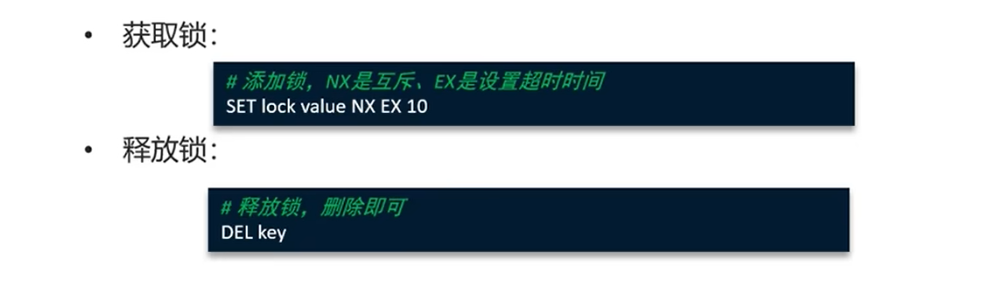 • 获取锁：
# 添加锁，NX是互斥、EX是设置超时时间
SET lock value NX EX 10
• 释放锁：
# 释放锁，删除即可
DEL key